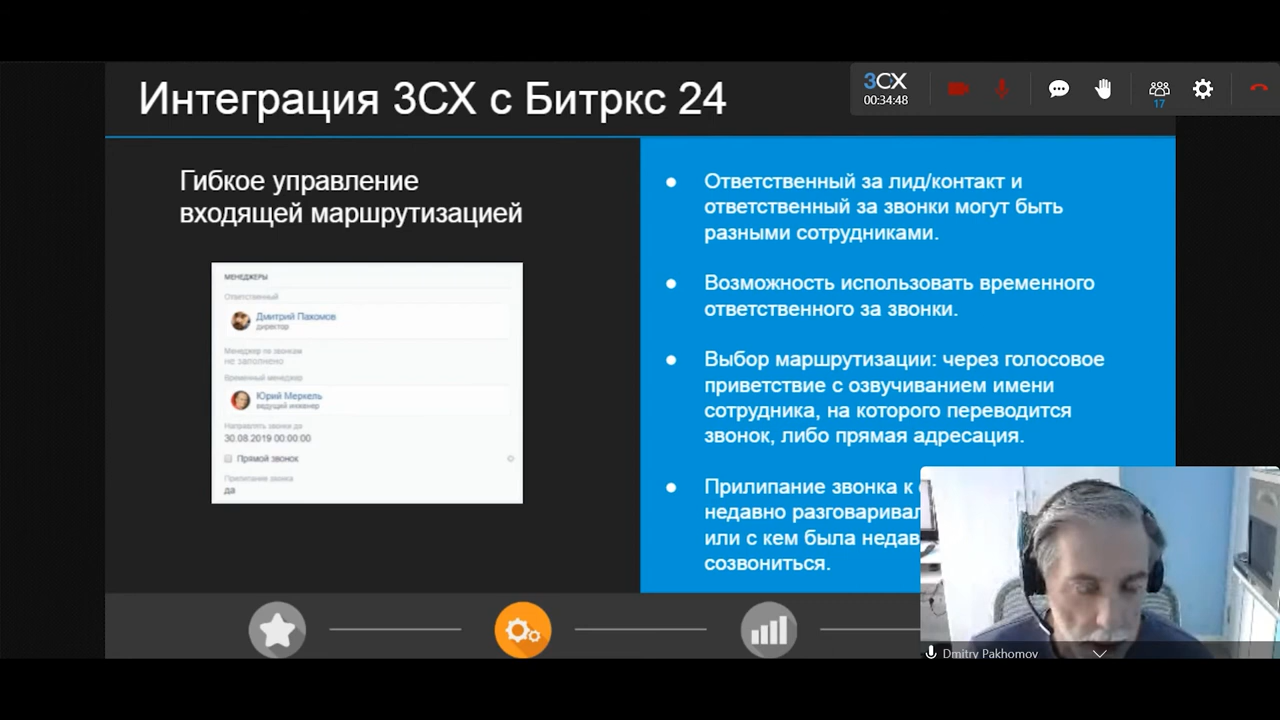 Интеграция 3CX с Битркс 24
3CX
00:34:48
17
Гибкое управление
входящей маршрутизацией
МЕНЕДЖЕРЫ
Ответственный
Дмитрий Пахомов
директор
Менеджер по звонкам
не заполнено
Временный менеджер
Юрий Меркель
ведущий инженер
Направлять звонки до
30.08.2019 00:00:00
Прямой звонок
Прилипание звонка
да
Ответственный за лид/контакт и
ответственный за звонки могут быть
разными сотрудниками.
Возможность использовать временного
ответственного за звонки.
Выбор маршрутизации: через голосовое
приветствие с озвучиванием имени
сотрудника, на которого переводится
звонок, либо прямая адресация.
Прилипание звонка к
недавно разговаривал
или с кем была недав
созвониться.
Dmitry Pakhomov